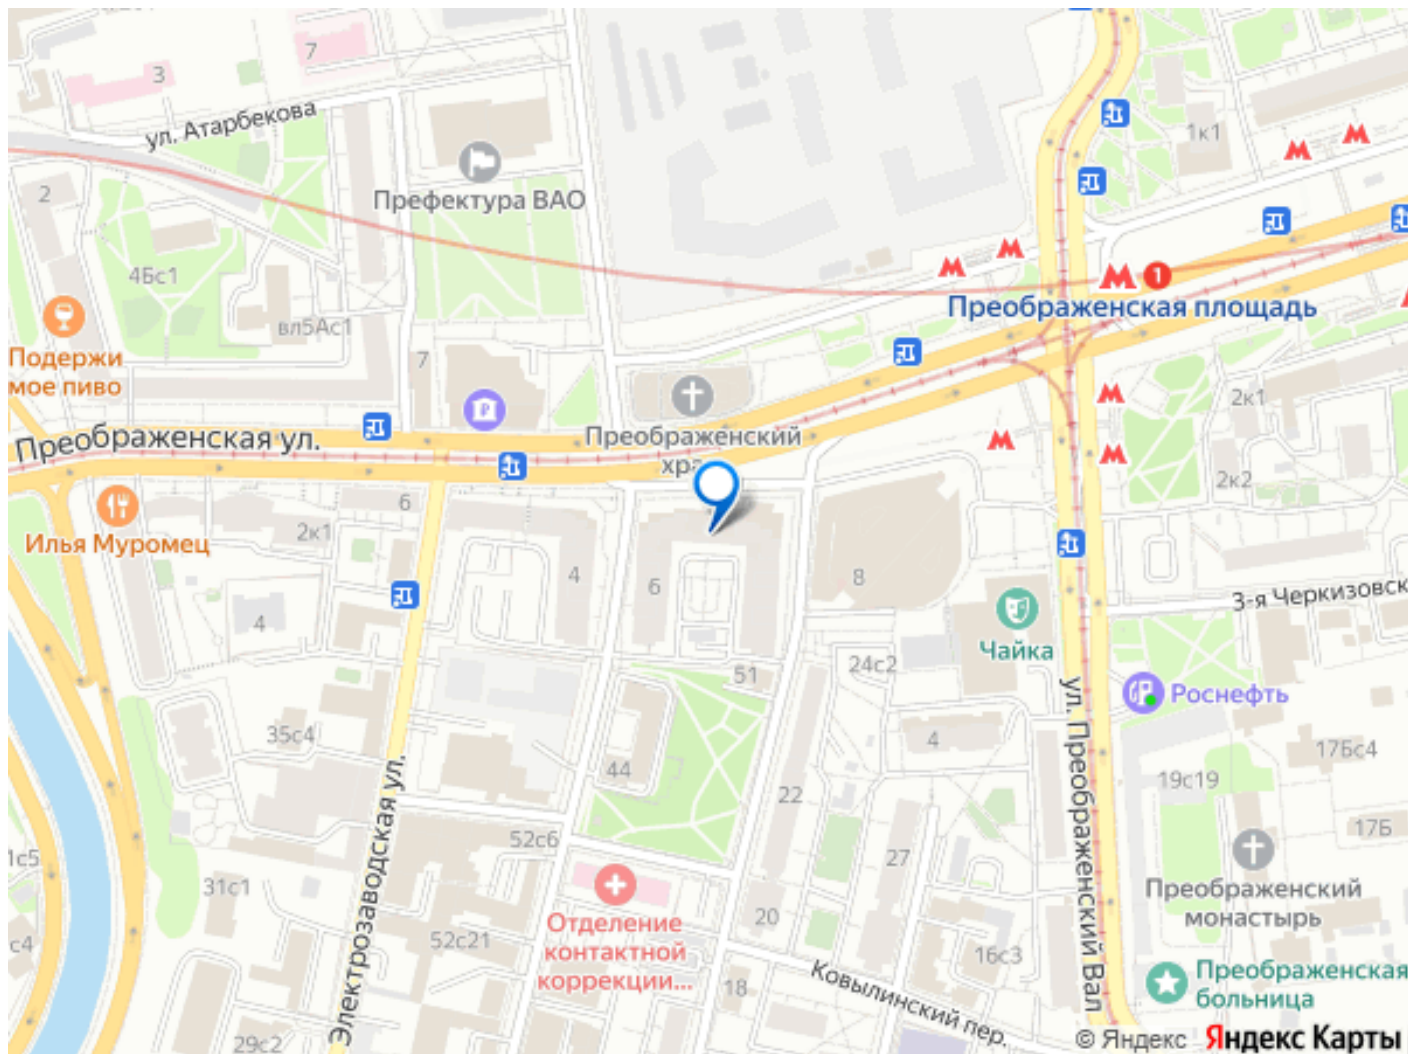 7
3
ул. Атарбекова
1к1
Префектура ВАО
2
4Бс1
вл5Ас1
1
Преображенская площадь
Подержи
мое пиво
7
2к1
Преображенская ул.
Преображенский
хра
2к2
6
2к1
Илья Муромец
4
6
8
4
3-я Черкизовск
Чайка
24с2
51
Роснефть
ул. Преображенский Вал
35с4
4
17Бс4
44
19с19
22
Электрозаводская ул.
52с6
17Б
1с5
27
31с1
Преображенский
монастырь
Отделение
контактной
коррекции...
20
52с21
с4
16с3
Ковылинский пер.
18
Преображенская
больница
29с2
© Яндекс Яндекс Карты